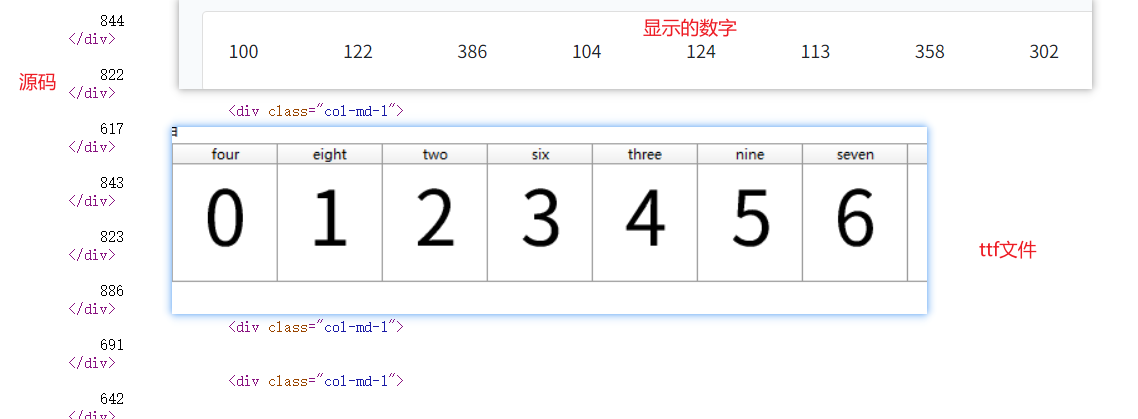 844
</div>
源码
822
</div>
显示的数字
100 122 386 104 124 113 358 302
<div class="col-md-1">
617
</div>
843
</div>
823
</div>
886
</div>
four eight two six three nine seven
0 1 2 3 4 5 6
ttf文件
<div class="col-md-1">
691
</div>
<div class="col-md-1">
642
</div>